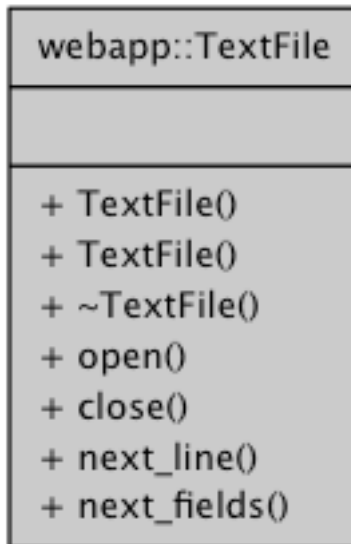 webapp::TextFile
+ TextFile()
+ TextFile()
+ ~TextFile()
+ open()
+ close()
+ next_line()
+ next_fields()